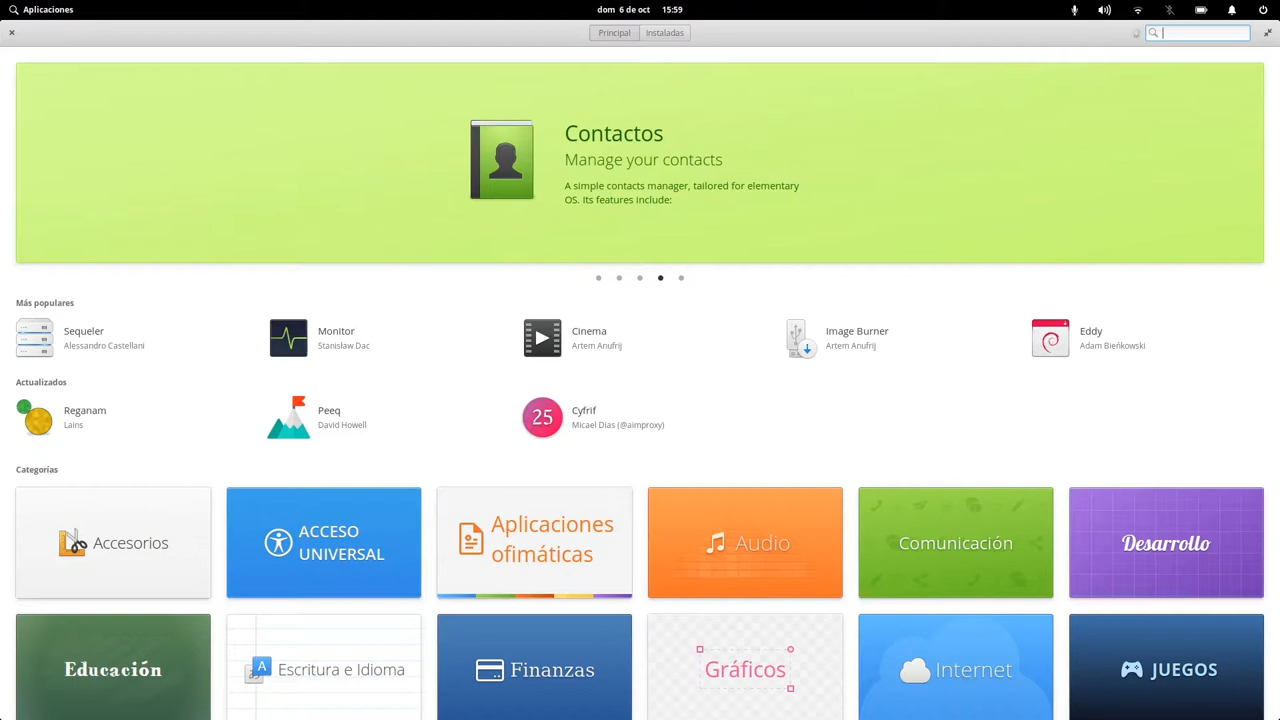 Aplicaciones
dom 6 de oct 15:59
Principal
Instaladas
Contactos
Manage your contacts
A simple contacts manager, tailored for elementary
OS. Its features include:
Más populares
Sequeler
Alessandro Castellani
Monitor
Stanisław Dac
Cinema
Artem Anufrij
Image Burner
Artem Anufrij
Eddy
Adam Bieńkowski
Actualizados
Reganam
Lains
Peeq
David Howell
25
Cyfrif
Micael Dias (@aimproxy)
Categorías
Accesorios
ACCESO
UNIVERSAL
Aplicaciones
ofimáticas
Audio
Comunicación
Desarrollo
Educación
A
Escritura e Idioma
Finanzas
Gráficos
Internet
JUEGOS